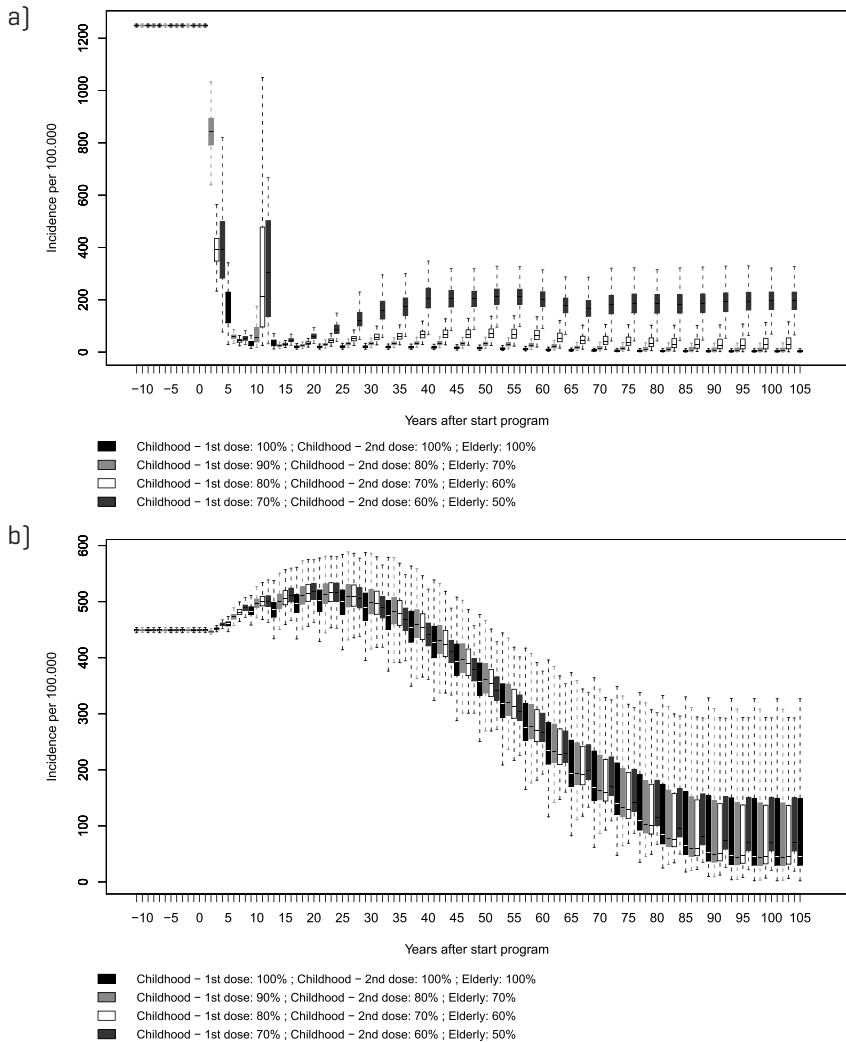 a)
1200
1000
800
600
400
200
0
Incidence per 100.000
−10 −5 0 5 10 15 20 25 30 35 40 45 50 55 60 65 70 75 80 85 90 95 100 105
Years after start program
Childhood − 1st dose: 100% ; Childhood − 2nd dose: 100% ; Elderly: 100%
Childhood − 1st dose: 90% ; Childhood − 2nd dose: 80% ; Elderly: 70%
Childhood − 1st dose: 80% ; Childhood − 2nd dose: 70% ; Elderly: 60%
Childhood − 1st dose: 70% ; Childhood − 2nd dose: 60% ; Elderly: 50%
b)
600
500
400
300
200
100
0
Incidence per 100.000
−10 −5 0 5 10 15 20 25 30 35 40 45 50 55 60 65 70 75 80 85 90 95 100 105
Years after start program
Childhood − 1st dose: 100% ; Childhood − 2nd dose: 100% ; Elderly: 100%
Childhood − 1st dose: 90% ; Childhood − 2nd dose: 80% ; Elderly: 70%
Childhood − 1st dose: 80% ; Childhood − 2nd dose: 70% ; Elderly: 60%
Childhood − 1st dose: 70% ; Childhood − 2nd dose: 60% ; Elderly: 50%